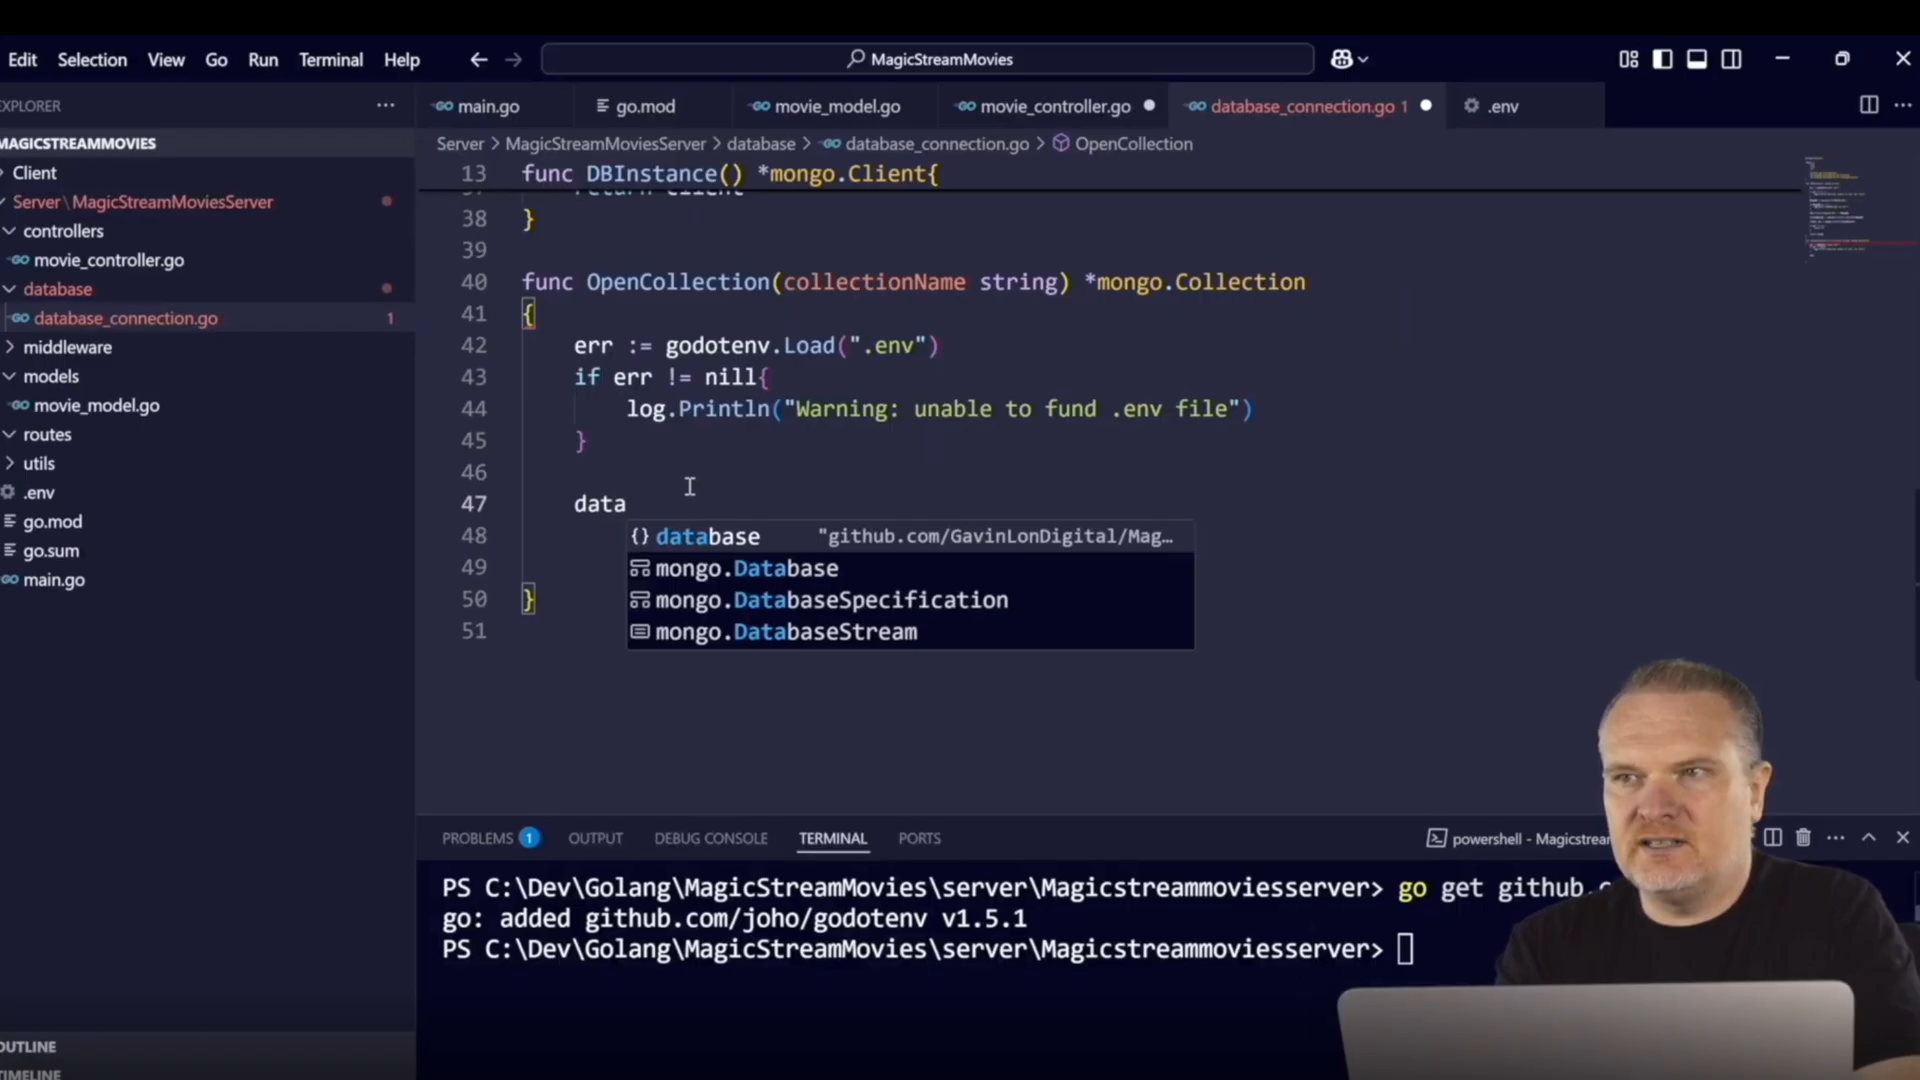 Edit Selection View Go Run Terminal Help MagicStreamMovies
EXPLORER
main.go go.mod movie_model.go movie_controller.go database_connection.go 1 .env
MAGICSTREAMMOVIES
Server > MagicStreamMoviesServer > database > database_connection.go > OpenCollection
Client
Server\MagicStreamMoviesServer
controllers
movie_controller.go
database
database_connection.go 1
middleware
models
movie_model.go
routes
utils
.env
go.mod
go.sum
main.go
OUTLINE
TIMELINE
13 func DBInstance() *mongo.Client{
38 }
39
40 func OpenCollection(collectionName string) *mongo.Collection
41 {
42 err := godotenv.Load(".env")
43 if err != nill{
44 log.Println("Warning: unable to fund .env file")
45 }
46
47 data
48 {} database "github.com/GavinLonDigital/Mag…
49 mongo.Database
50 } mongo.DatabaseSpecification
51 mongo.DatabaseStream
PROBLEMS 1 OUTPUT DEBUG CONSOLE TERMINAL PORTS powershell - Magicstrea
PS C:\Dev\Golang\MagicStreamMovies\server\Magicstreammoviesserver> go get github.
go: added github.com/joho/godotenv v1.5.1
PS C:\Dev\Golang\MagicStreamMovies\server\Magicstreammoviesserver>